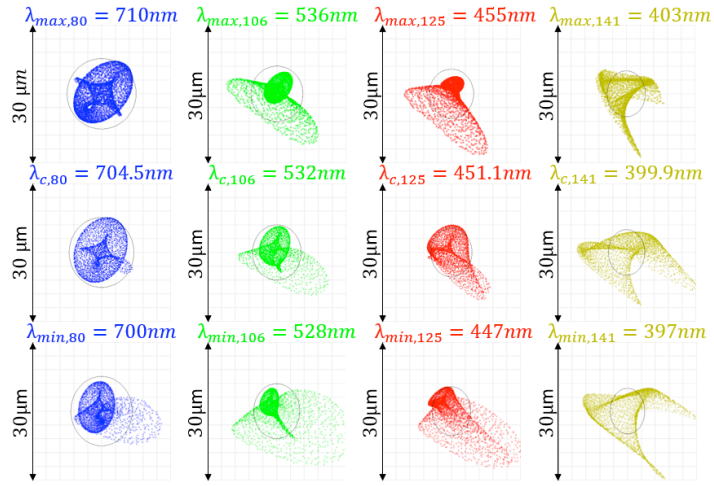 λmax,80 = 710nm λmax,106 = 536nm λmax,125 = 455nm λmax,141 = 403nm
30 μm 30μm 30μm 30μm
λc,80 = 704.5nm λc,106 = 532nm λc,125 = 451.1nm λc,141 = 399.9nm
30 μm 30μm 30μm 30μm
λmin,80 = 700nm λmin,106 = 528nm λmin,125 = 447nm λmin,141 = 397nm
30μm 30μm 30μm 30μm